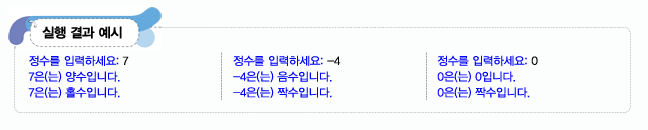 실행 결과 예시
정수를 입력하세요: 7
7은(는) 양수입니다.
7은(는) 홀수입니다.
정수를 입력하세요: -4
-4은(는) 음수입니다.
-4은(는) 짝수입니다.
정수를 입력하세요: 0
0은(는) 0입니다.
0은(는) 짝수입니다.